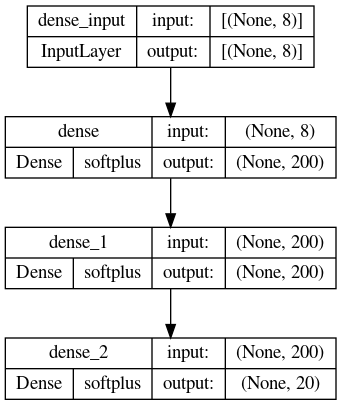 dense_input input: [(None, 8)]
InputLayer output: [(None, 8)]
dense input: (None, 8)
Dense softplus output: (None, 200)
dense_1 input: (None, 200)
Dense softplus output: (None, 200)
dense_2 input: (None, 200)
Dense softplus output: (None, 20)